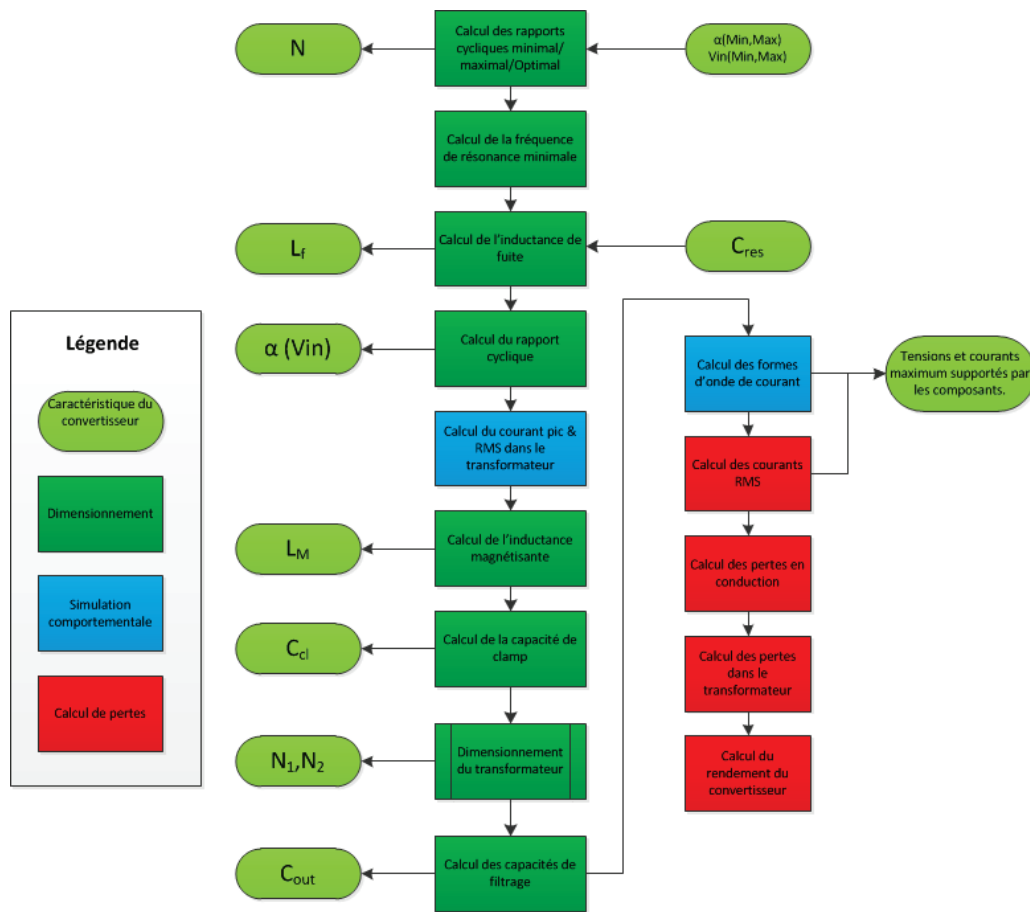 N
Calcul des rapports
cycliques minimal/
maximal/Optimal
α(Min,Max)
Vin(Min,Max)
Calcul de la fréquence
de résonance minimale
Lf
Calcul de l'inductance de
fuite
Cres
α (Vin)
Calcul du rapport
cyclique
Calcul du courant pic &
RMS dans le
transformateur
LM
Calcul de l'inductance
magnétisante
Ccl
Calcul de la capacité de
clamp
N1,N2
Dimensionnement
du transformateur
Cout
Calcul des capacités de
filtrage
Calcul des formes
d'onde de courant
Tensions et courants
maximum supportés par
les composants.
Calcul des courants
RMS
Calcul des pertes en
conduction
Calcul des pertes dans le
transformateur
Calcul du
rendement du
convertisseur
Légende
Caractéristique du
convertisseur
Dimensionnement
Simulation
comportementale
Calcul de pertes